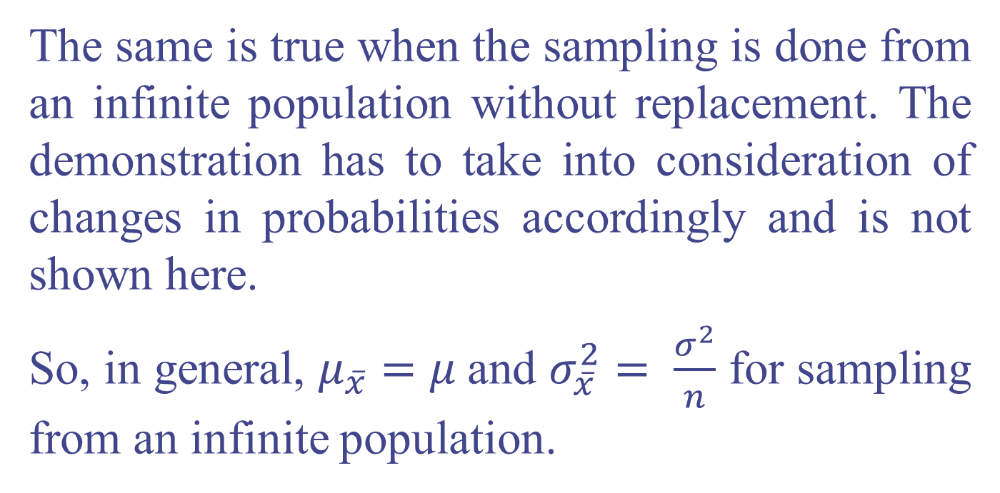 The same is true when the sampling is done from
an infinite population without replacement. The
demonstration has to take into consideration of
changes in probabilities accordingly and is not
shown here.
So, in general, $\mu_{\bar{x}} = \mu$ and $\sigma_{\bar{x}}^{2} = \frac{\sigma^{2}}{n}$ for sampling
from an infinite population.